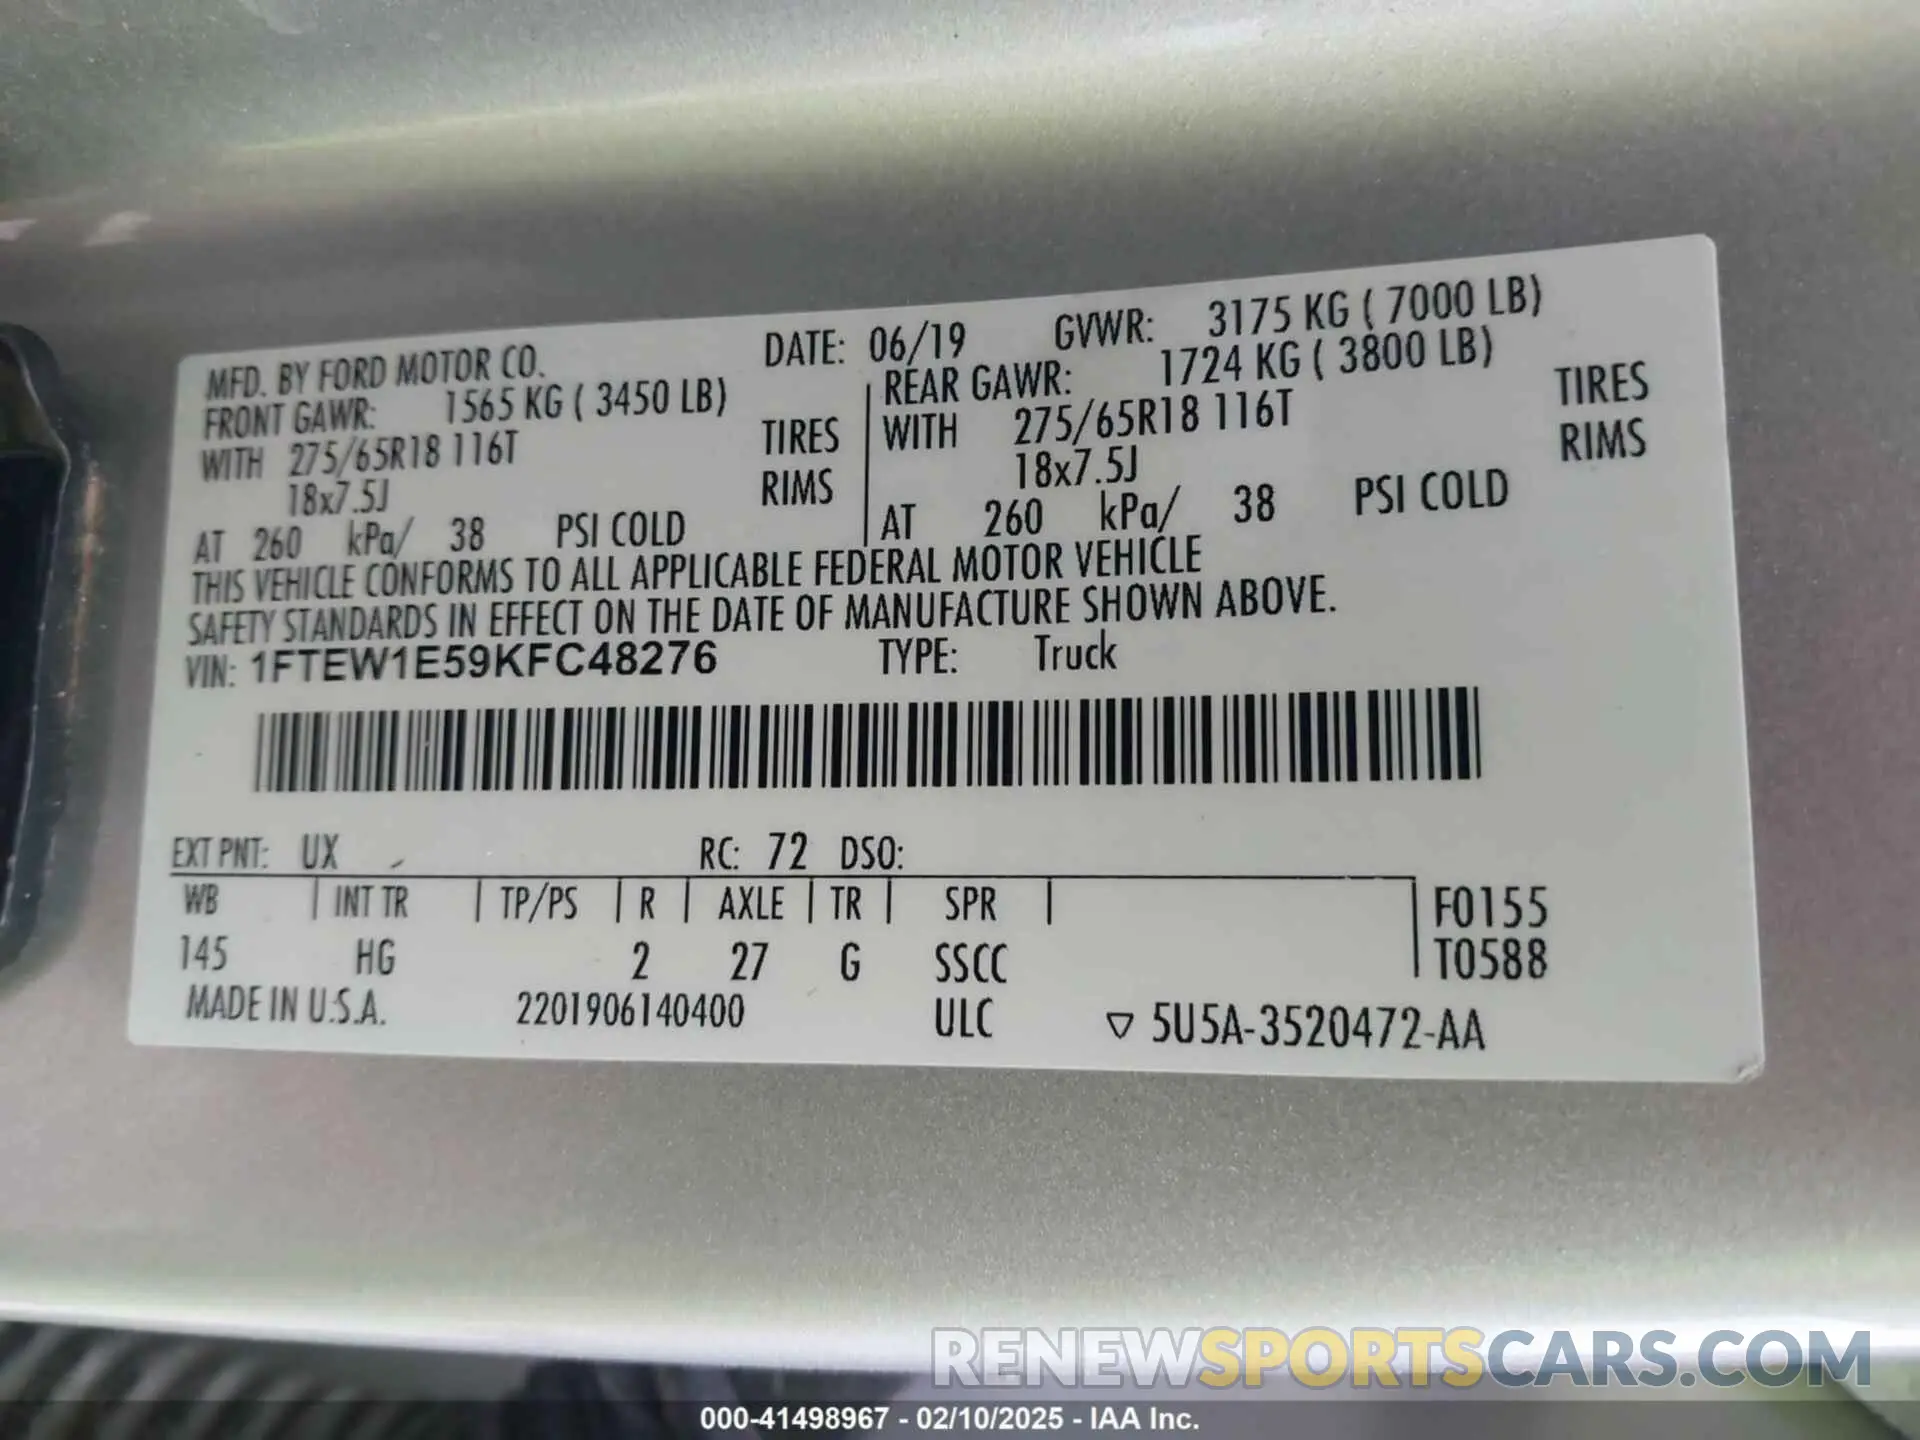 MFD. BY FORD MOTOR CO. DATE: 06/19 GVWR: 3175 KG ( 7000 LB)
FRONT GAWR: 1565 KG ( 3450 LB) REAR GAWR: 1724 KG ( 3800 LB)
WITH 275/65R18 116T TIRES WITH 275/65R18 116T TIRES
18x7.5J RIMS 18x7.5J RIMS
AT 260 kPa/ 38 PSI COLD AT 260 kPa/ 38 PSI COLD
THIS VEHICLE CONFORMS TO ALL APPLICABLE FEDERAL MOTOR VEHICLE
SAFETY STANDARDS IN EFFECT ON THE DATE OF MANUFACTURE SHOWN ABOVE.
VIN: 1FTEW1E59KFC48276 TYPE: Truck
EXT PNT: UX RC: 72 DSO:
WB INT TR TP/PS R AXLE TR SPR F0155
145 HG 2 27 G SSCC T0588
MADE IN U.S.A. 2201906140400 ULC ▽ 5U5A-3520472-AA
RENEWSPORTSCARS.COM
000-41498967 - 02/10/2025 - IAA Inc.